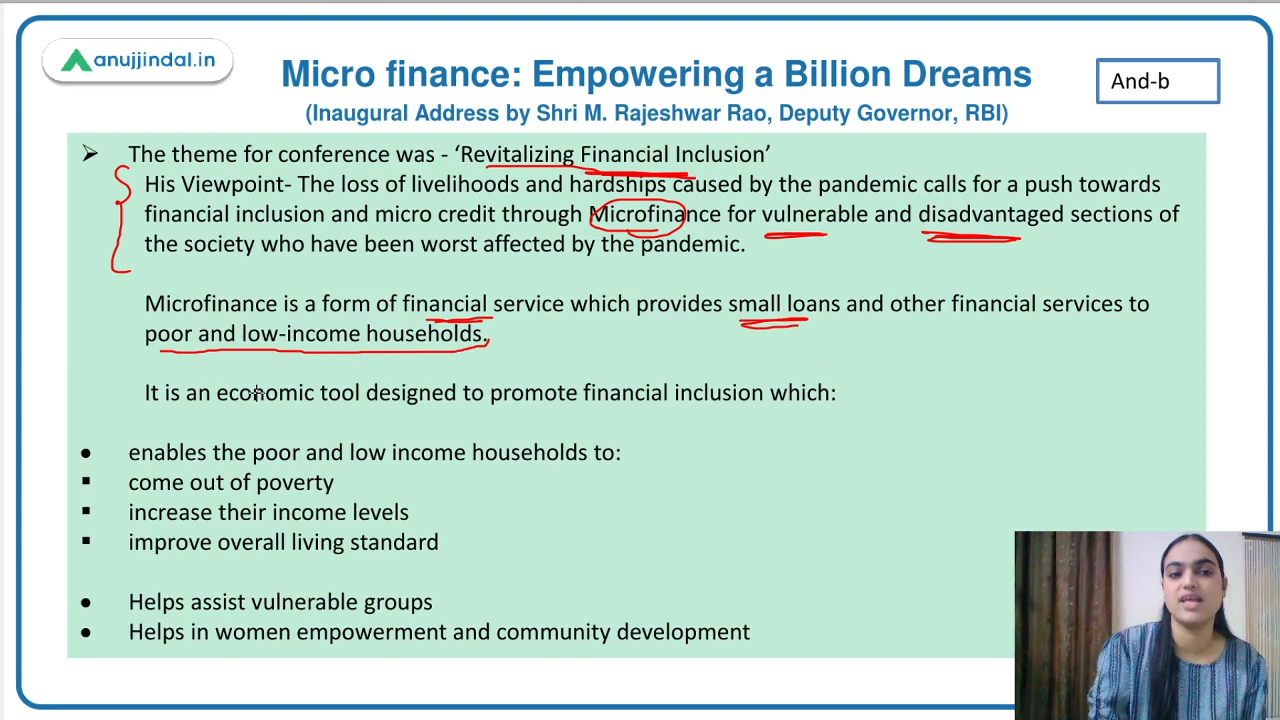 anujjindal.in
Micro finance: Empowering a Billion Dreams
(Inaugural Address by Shri M. Rajeshwar Rao, Deputy Governor, RBI)
And-b
➢ The theme for conference was - ‘Revitalizing Financial Inclusion’
His Viewpoint- The loss of livelihoods and hardships caused by the pandemic calls for a push towards
financial inclusion and micro credit through Microfinance for vulnerable and disadvantaged sections of
the society who have been worst affected by the pandemic.
Microfinance is a form of financial service which provides small loans and other financial services to
poor and low-income households.
It is an economic tool designed to promote financial inclusion which:
• enables the poor and low income households to:
▪ come out of poverty
▪ increase their income levels
▪ improve overall living standard
• Helps assist vulnerable groups
• Helps in women empowerment and community development